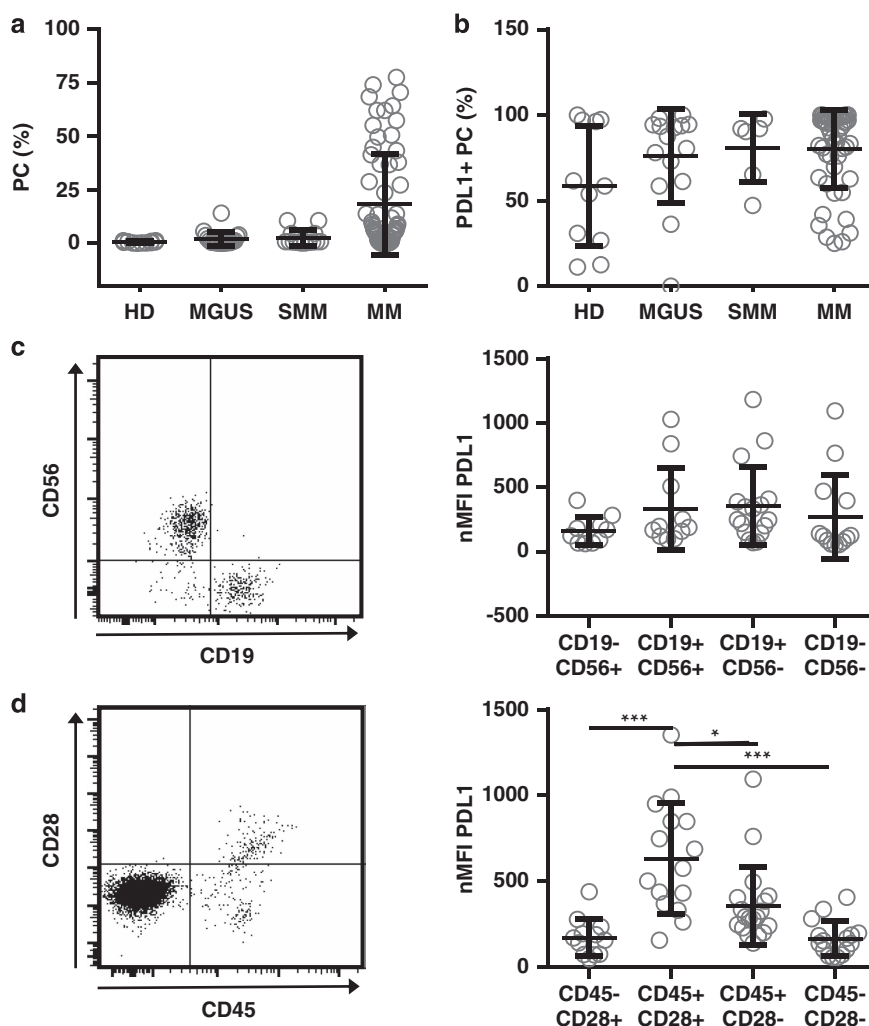 a
PC (%)
100
75
50
25
0
HD MGUS SMM MM
b
PDL1+ PC (%)
150
100
50
0
HD MGUS SMM MM
c
CD56
CD19
nMFI PDL1
1500
1000
500
0
-500
CD19- CD19+ CD19+ CD19-
CD56+ CD56+ CD56- CD56-
d
CD28
CD45
nMFI PDL1
1500
1000
500
0
*** * ***
CD45- CD45+ CD45+ CD45-
CD28+ CD28+ CD28- CD28-